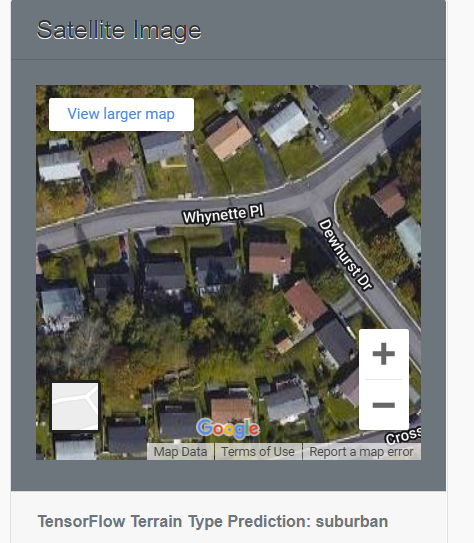 Satellite Image
View larger map
Whynette Pl
Dewhurst Dr
Cross
Google
Map Data
Terms of Use
Report a map error
TensorFlow Terrain Type Prediction: suburban